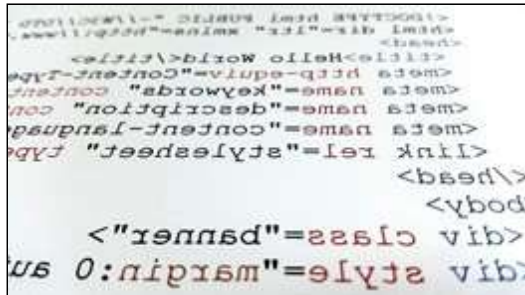 <!DOCTYPE html PUBLIC "-//W3C//DTD
<html dir="ltr" xmlns="http://www.
<head>
<title>Hello World</title>
<meta http-equiv="Content-Type
<meta name="keywords" content
<meta name="description" con
<meta name="content-languag
<link rel="stylesheet" type
</head>
<body>
<div class="banner">
<div style="margin:0